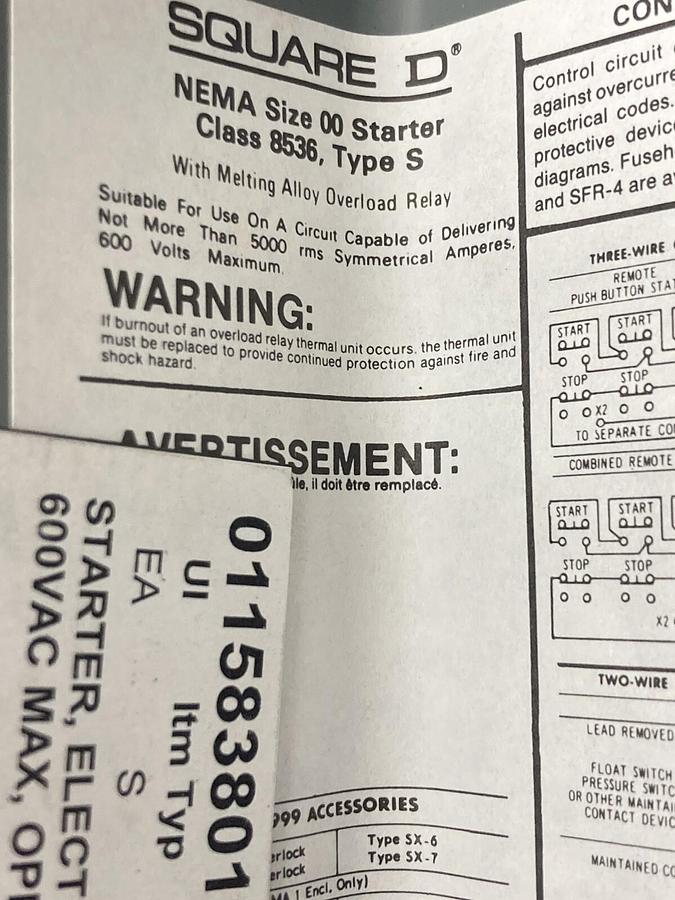 SQUARE D®
NEMA Size 00 Starter
Class 8536, Type S
With Melting Alloy Overload Relay
Suitable For Use On A Circuit Capable of Delivering
Not More Than 5000 rms Symmetrical Amperes,
600 Volts Maximum.
WARNING:
If burnout of an overload relay thermal unit occurs, the thermal unit
must be replaced to provide continued protection against fire and
shock hazard.
AVERTISSEMENT:
il doit être remplacé.
999 ACCESSORIES
Type SX-6
Type SX-7
1 Encl. Only)
CON
Control circuit
against overcurre
electrical codes.
protective device
diagrams. Fuseh
and SFR-4 are av
THREE-WIRE
REMOTE
PUSH BUTTON STA
START START
STOP STOP
X2
TO SEPARATE CO
COMBINED REMOTE
START START
STOP STOP
X2
TWO-WIRE
LEAD REMOVED
FLOAT SWITCH
PRESSURE SWITC
OR OTHER MAINTAI
CONTACT DEVIC
MAINTAINED CO
011583801
UI Itm Typ
EA S
STARTER, ELECT
600VAC MAX, OP